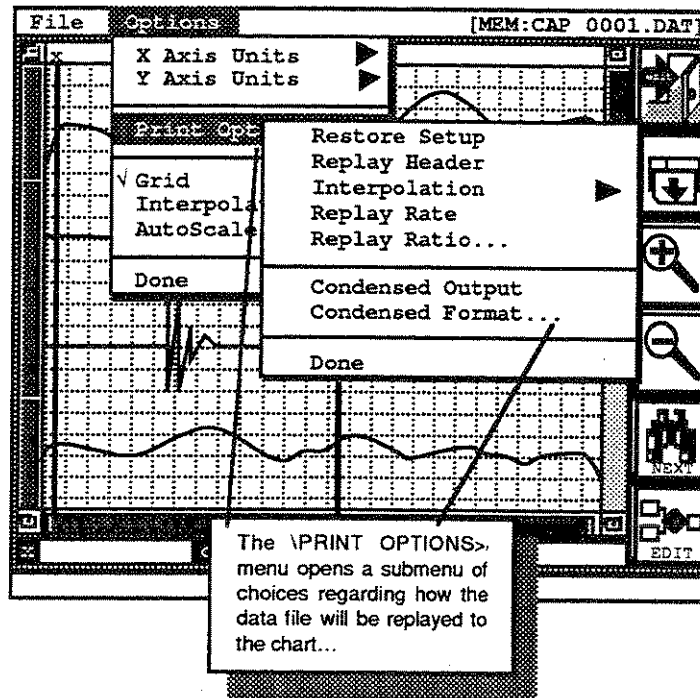 File Options [MEM:CAP 0001.DAT]
x
X Axis Units
Y Axis Units
Print Opt
√ Grid
Interpola
AutoScale
Done
Restore Setup
Replay Header
Interpolation
Replay Rate
Replay Ratio...
Condensed Output
Condensed Format...
Done
NEXT
EDIT
The \PRINT OPTIONS>
menu opens a submenu of
choices regarding how the
data file will be replayed to
the chart...